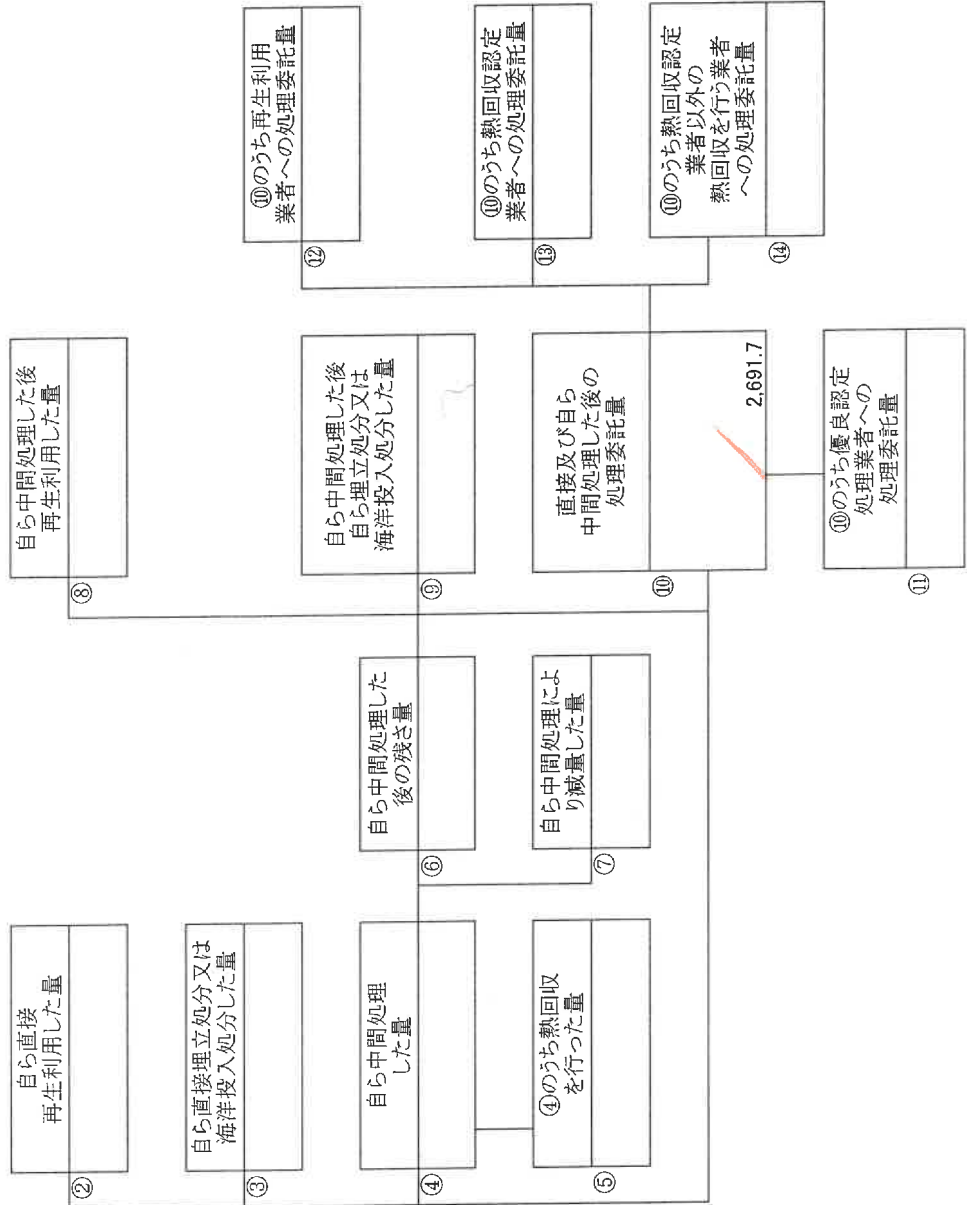 ②
自ら直接
再生利用した量
③
自ら直接埋立処分又は
海洋投入処分した量
④
自ら中間処理
した量
⑤
④のうち熱回収
を行った量
⑥
自ら中間処理した
後の残さ量
⑦
自ら中間処理によ
り減量した量
⑧
自ら中間処理した後
再生利用した量
⑨
自ら中間処理した後
自ら埋立処分又は
海洋投入処分した量
⑩
直接及び自ら
中間処理した後の
処理委託量
2,691.7
⑪
⑩のうち優良認定
処理業者への
処理委託量
⑫
⑩のうち再生利用
業者への処理委託量
⑬
⑩のうち熱回収認定
業者への処理委託量
⑭
⑩のうち熱回収認定
業者以外の
熱回収を行う業者
への処理委託量